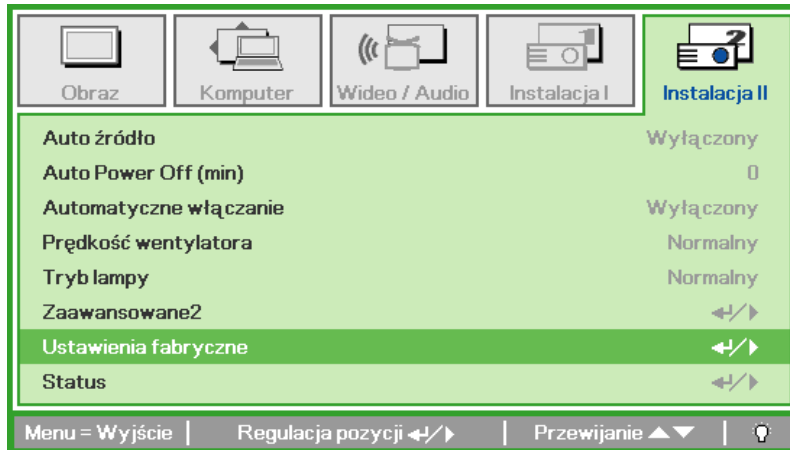 Obraz
Komputer
Wideo / Audio
Instalacja I
Instalacja II
Auto źródło Wyłączony
Auto Power Off (min) 0
Automatyczne włączanie Wyłączony
Prędkość wentylatora Normalny
Tryb lampy Normalny
Zaawansowane2
Ustawienia fabryczne
Status
Menu = Wyjście | Regulacja pozycji | Przewijanie